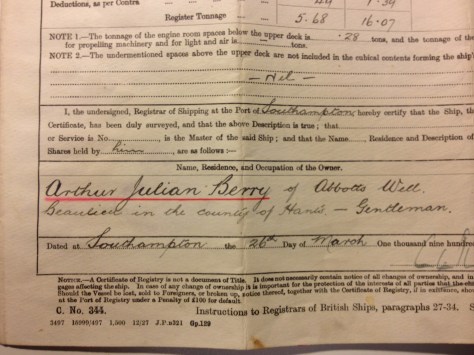 Deductions, as per Contra
Register Tonnage
5.68 16.07
NOTE 1.—The tonnage of the engine room spaces below the upper deck is .28 tons, and the tonnage of the
for propelling machinery and for light and air is tons.
NOTE 2.—The undermentioned spaces above the upper deck are not included in the cubical contents forming the ship's
— Nil —
I, the undersigned, Registrar of Shipping at the Port of Southampton, hereby certify that the Ship, the
Certificate, has been duly surveyed, and that the above Description is true; that
or Service is No. is the Master of the said Ship; and that the Name, Residence and Description of
Shares held by him are as follows:—
Name, Residence, and Occupation of the Owner.
Arthur Julian Berry of Abbotts Well.
Beaulieu in the county of Hants — Gentleman.
Dated at Southampton the 26th Day of March One thousand nine hundred
NOTICE.—A Certificate of Registry is not a document of Title. It does not necessarily contain notice of all changes of ownership, and in
pages affecting the ship. In case of any change of ownership it is important for the protection of the interests of all parties that the
Should the Vessel be lost, sold to Foreigners, or broken up, notice thereof, together with the Certificate of Registry, if in existence, should
at the Port of Registry under a Penalty of £100 for default.
C. No. 344. Instructions to Registrars of British Ships, paragraphs 27-34.
3497 16999/497 1,500 12/27 J.P. Gp.129